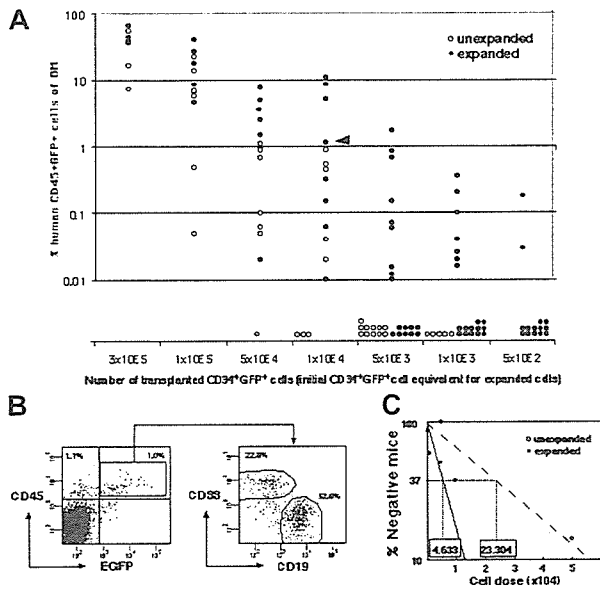 A
unexpanded
expanded
% human CD45+GFP+ cells of BM
100
10
1
0.1
0.01
3x10E5 1x10E5 5x10E4 1x10E4 5x10E3 1x10E3 5x10E2
Number of transplanted CD34+GFP+ cells (initial CD34+GFP+ cell equivalent for expanded cells)
B
1.1%
1.0%
CD45
EGFP
22.8%
52.6%
CD33
CD19
C
unexpanded
expanded
% Negative mice
100
37
10
4.633
23.304
1 2 3 4 5
Cell dose (x104)